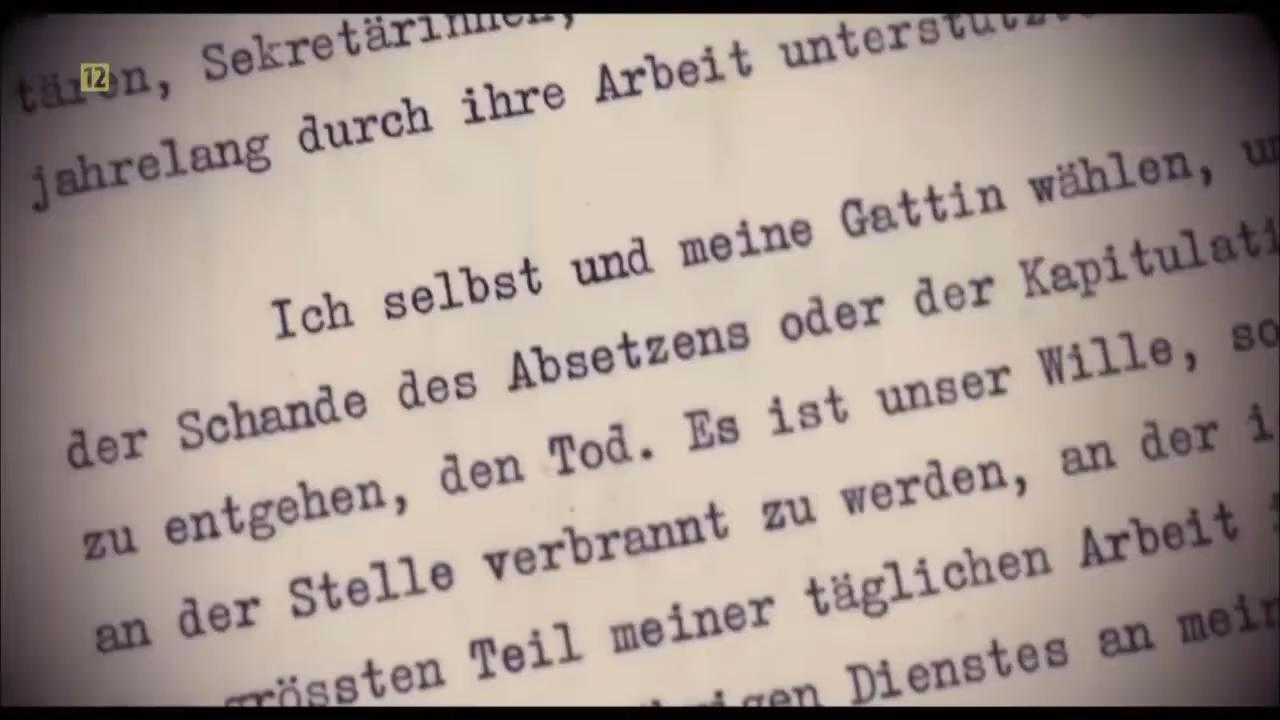 12
tären, Sekretärinnen,
jahrelang durch ihre Arbeit
Ich selbst und meine Gattin wählen,
der Schande des Absetzens oder der
zu entgehen, den Tod. Es ist unser Wille,
an der Stelle verbrannt zu werden, an der
grössten Teil meiner täglichen Arbeit
Dienstes an